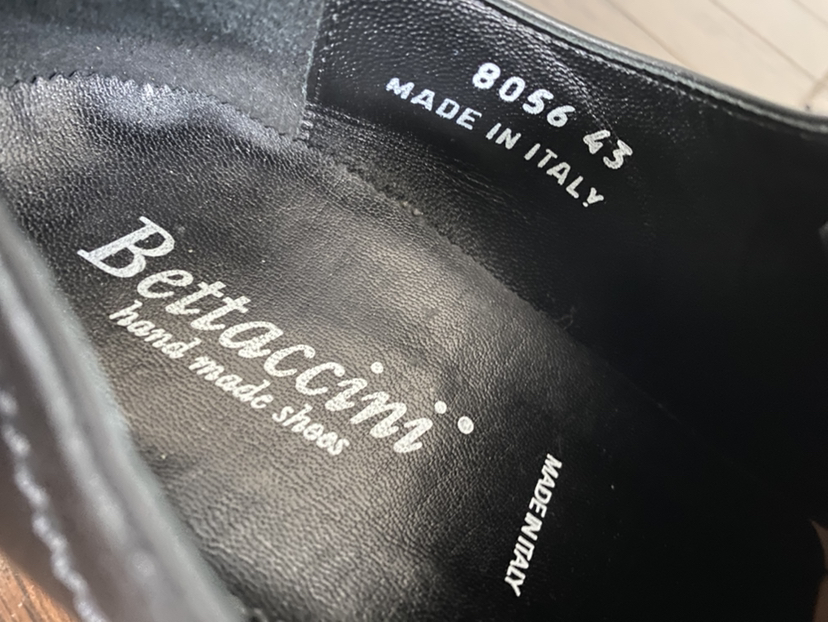 8056 43
MADE IN ITALY
Bettaccini®
hand made shoes
MADE IN ITALY